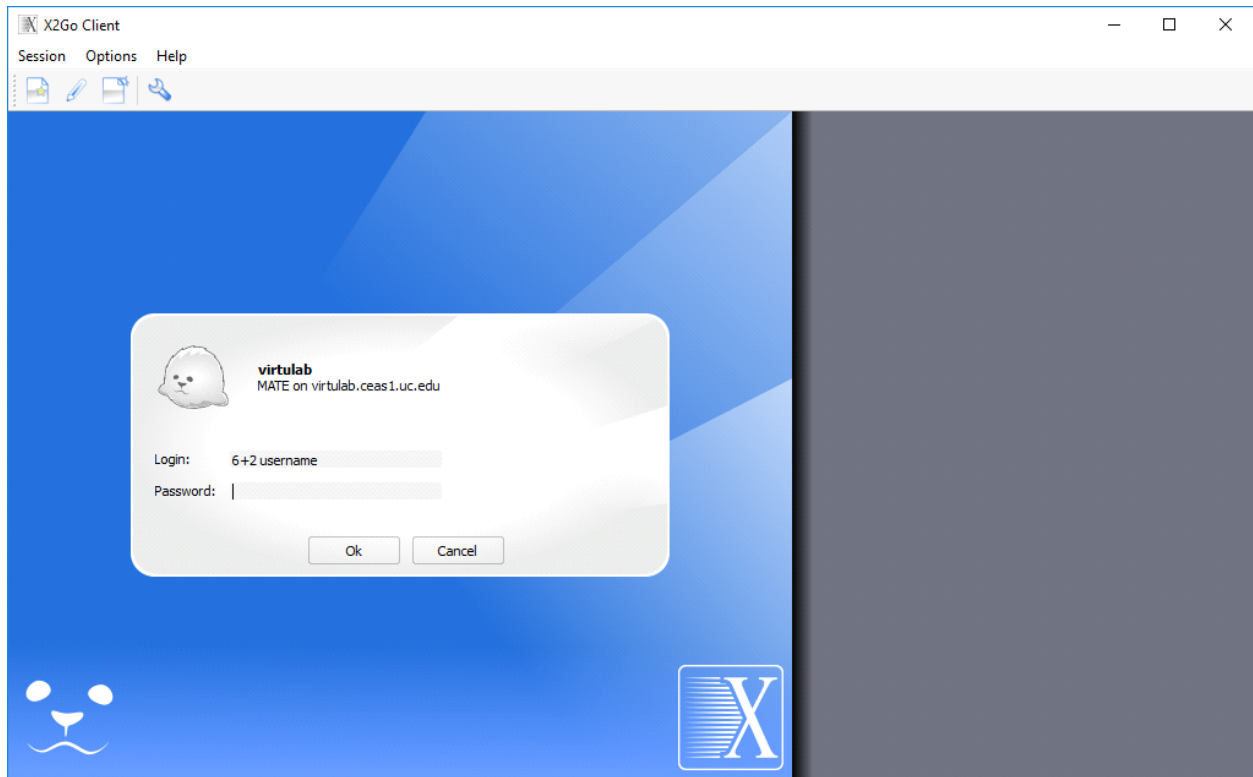 X2Go Client
Session Options Help
virtulab
MATE on virtulab.ceas1.uc.edu
Login: 6+2 username
Password:
Ok Cancel
X